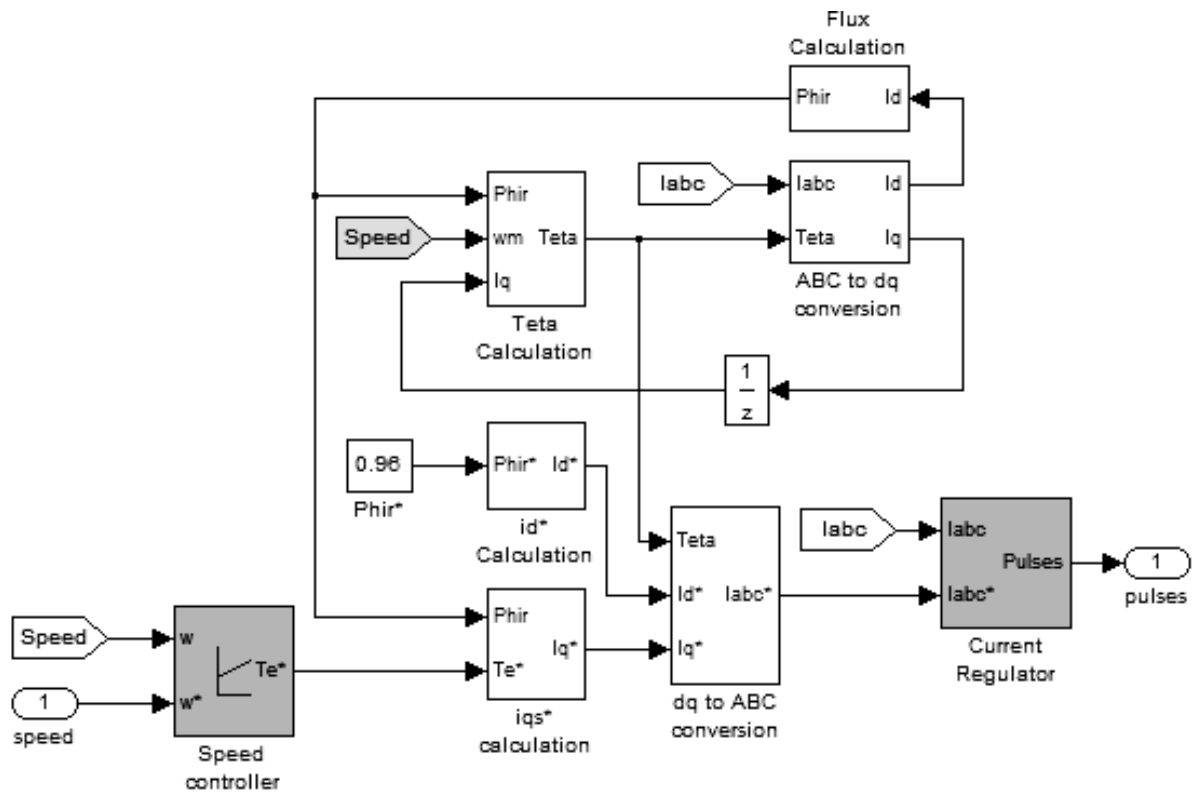 Flux
Calculation
Phir Id
Iabc
Iabc Id
Teta Iq
ABC to dq
conversion
Speed
Phir
wm Teta
Iq
Teta
Calculation
1
z
0.96
Phir*
Phir* Id*
id*
Calculation
Teta
Id* Iabc*
Iq*
dq to ABC
conversion
Iabc
Iabc
Pulses
Iabc*
Current
Regulator
1
pulses
Phir
Iq*
Te*
iqs*
calculation
Speed
1
speed
w
Te*
w*
Speed
controller